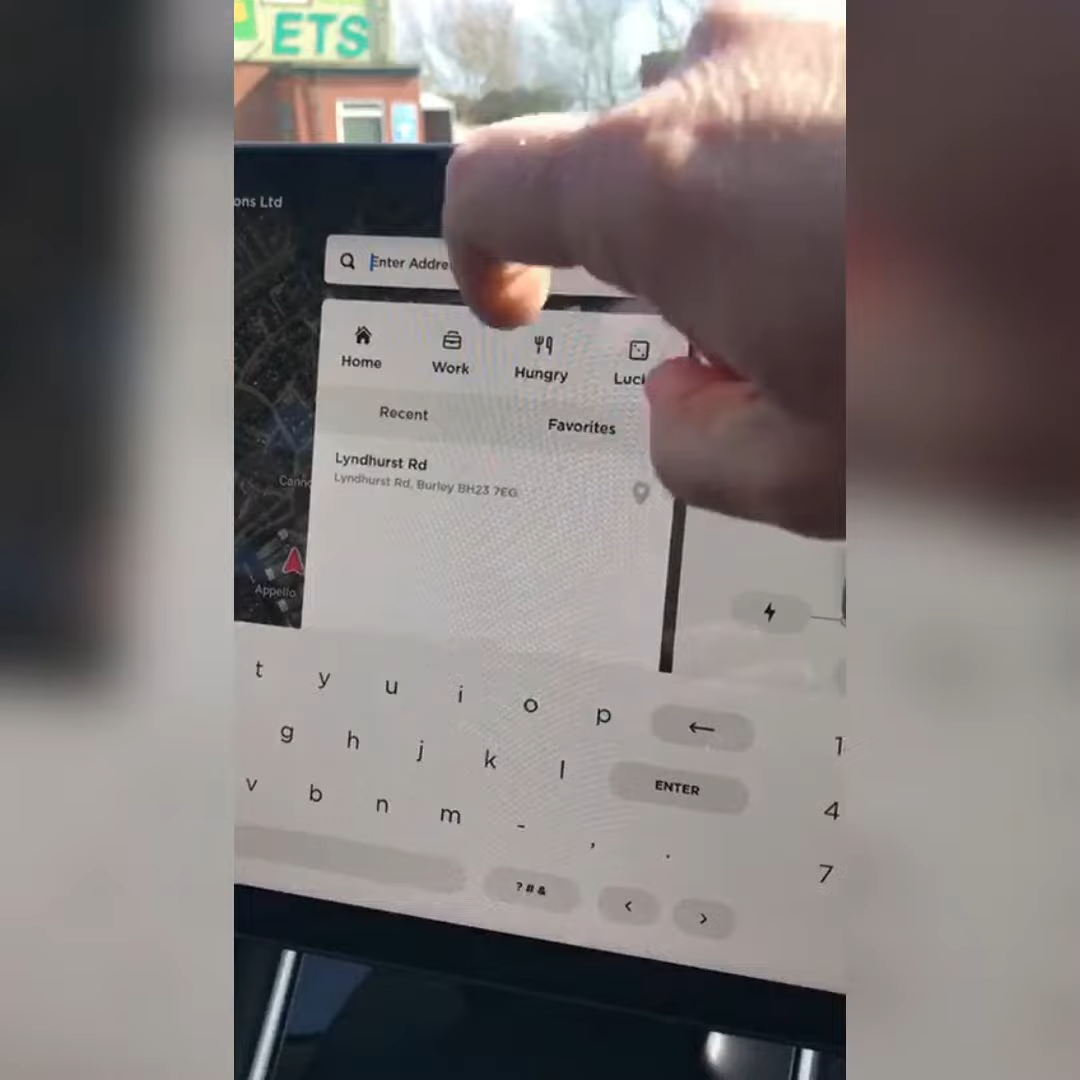 ETS
ons Ltd
Enter Addre
Home
Work
Hungry
Luck
Recent
Favorites
Lyndhurst Rd
Lyndhurst Rd, Burley BH23 7EG
Appello
t y u i o p ← 1
g h j k l ENTER 4
v b n m - , . 7
? # & < >